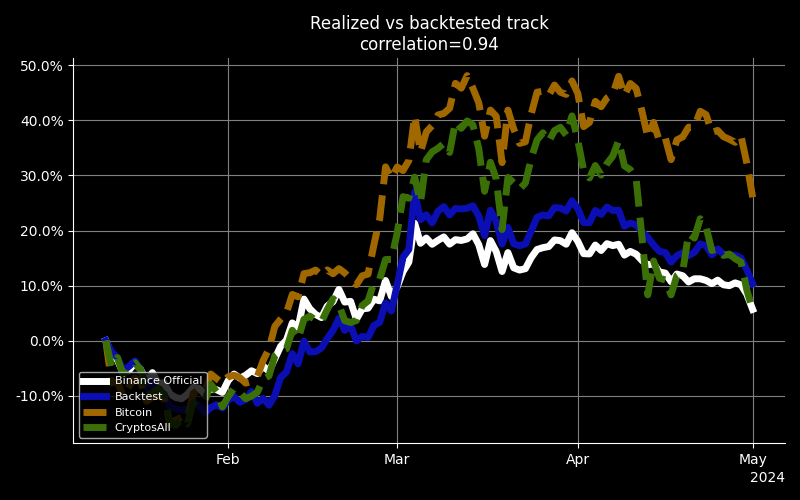 Realized vs backtested track
correlation=0.94
50.0%
40.0%
30.0%
20.0%
10.0%
0.0%
-10.0%
Binance Official
Backtest
Bitcoin
CryptosAll
Feb
Mar
Apr
May
2024